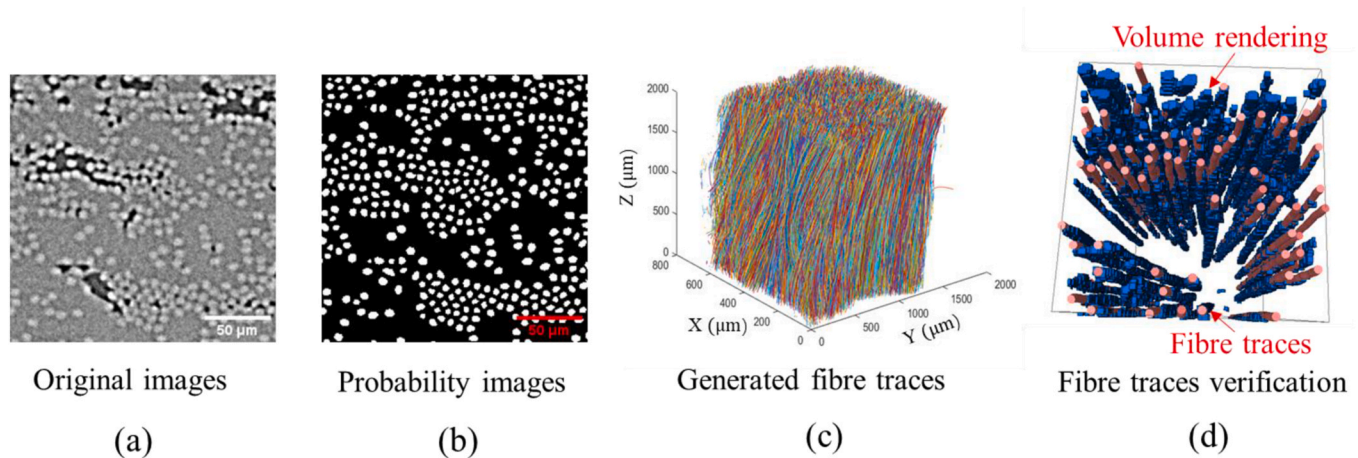 Volume rendering
50 µm
50 µm
2000
1500
1000
500
0
Z (µm)
800
600
400
200
0
X (µm)
0
500
1000
1500
2000
Y (µm)
Fibre traces
Original images
Probability images
Generated fibre traces
Fibre traces verification
(a)
(b)
(c)
(d)